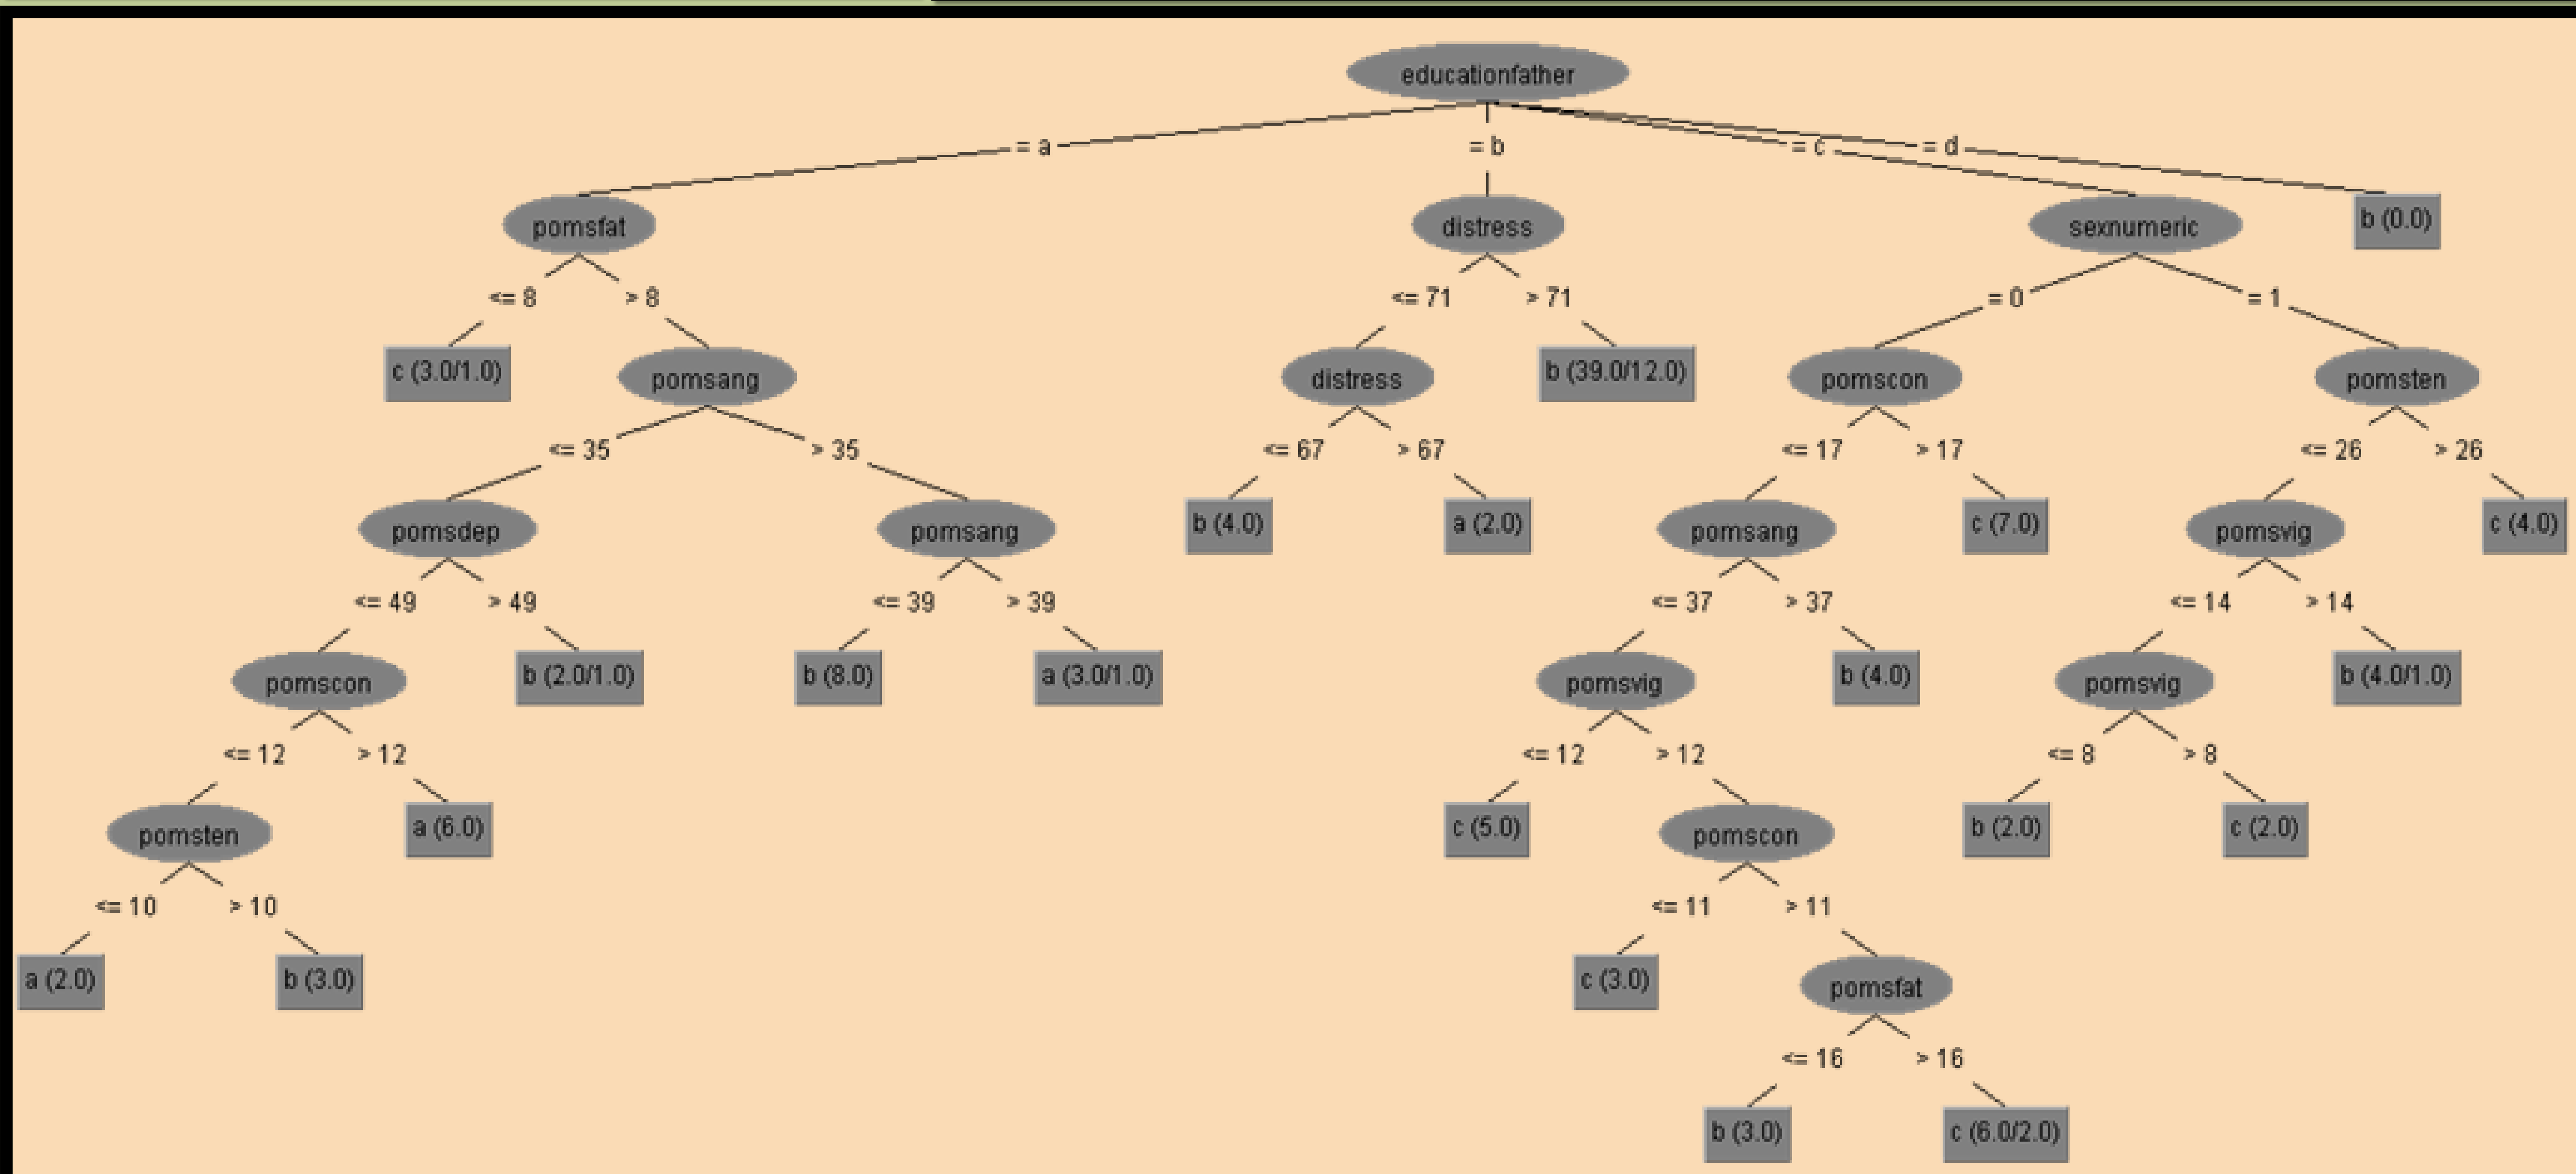 educationfather
= a
= b
= c
= d
pomsfat
distress
sexnumeric
b (0.0)
<= 8
> 8
<= 71
> 71
= 0
= 1
c (3.0/1.0)
pomsang
distress
b (39.0/12.0)
pomscon
pomsten
<= 35
> 35
<= 67
> 67
<= 17
> 17
<= 26
> 26
pomsdep
pomsang
b (4.0)
a (2.0)
pomsang
c (7.0)
pomsvig
c (4.0)
<= 49
> 49
<= 39
> 39
<= 37
> 37
<= 14
> 14
pomscon
b (2.0/1.0)
b (8.0)
a (3.0/1.0)
pomsvig
b (4.0)
pomsvig
b (4.0/1.0)
<= 12
> 12
<= 12
> 12
<= 8
> 8
pomsten
a (6.0)
c (5.0)
pomscon
b (2.0)
c (2.0)
<= 10
> 10
<= 11
> 11
a (2.0)
b (3.0)
c (3.0)
pomsfat
<= 16
> 16
b (3.0)
c (6.0/2.0)